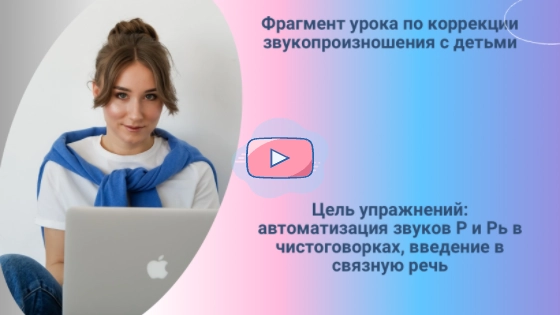 Фрагмент урока по коррекции
звукопроизношения с детьми
Цель упражнений:
автоматизация звуков Р и Рь в
чистоговорках, введение в
связную речь